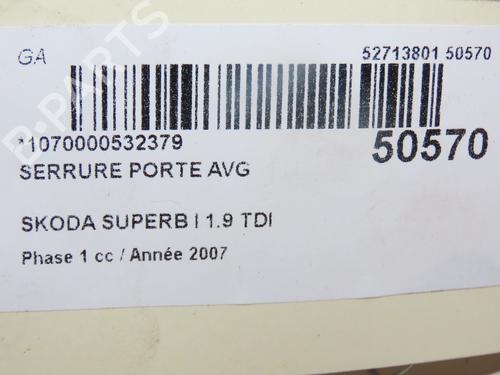 GA
52713801 50570
*1070000532379
50570
SERRURE PORTE AVG
SKODA SUPERB I 1.9 TDI
Phase 1 cc / Année 2007
B-PARTS